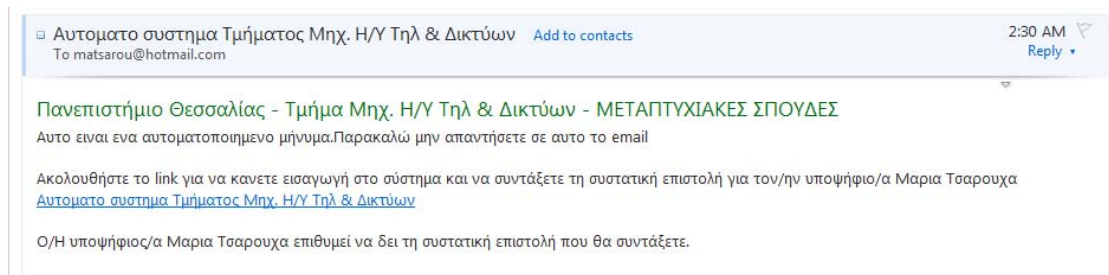 Αυτοματο συστημα Τμήματος Μηχ. Η/Υ Τηλ & Δικτύων Add to contacts 2:30 AM
To matsarou@hotmail.com Reply
Πανεπιστήμιο Θεσσαλίας - Τμήμα Μηχ. Η/Υ Τηλ & Δικτύων - ΜΕΤΑΠΤΥΧΙΑΚΕΣ ΣΠΟΥΔΕΣ
Αυτο ειναι ενα αυτοματοποιημενο μήνυμα.Παρακαλώ μην απαντήσετε σε αυτο το email
Ακολουθήστε το link για να κανετε εισαγωγή στο σύστημα και να συντάξετε τη συστατική επιστολή για τον/ην υποψήφιο/α Μαρια Τσαρουχα
Αυτοματο συστημα Τμήματος Μηχ. Η/Υ Τηλ & Δικτύων
Ο/Η υποψήφιος/α Μαρια Τσαρουχα επιθυμεί να δει τη συστατική επιστολή που θα συντάξετε.